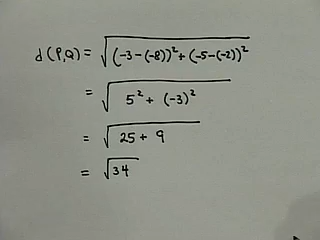 d(P,Q) = √((-3-(-8))² + (-5-(-2))²)
= √(5² + (-3)²)
= √(25 + 9)
= √34